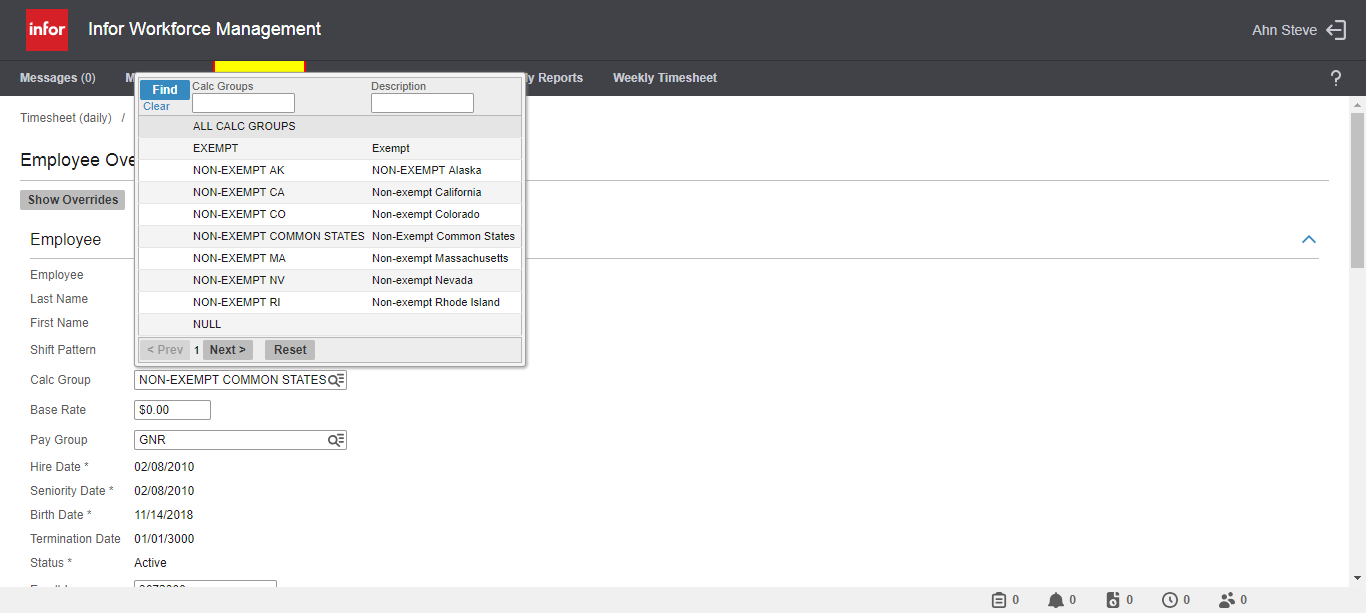 infor
Infor Workforce Management
Ahn Steve
Messages (0)
M
y Reports
Weekly Timesheet
?
Timesheet (daily) /
Employee Ove
Show Overrides
Find
Calc Groups
Description
Clear
ALL CALC GROUPS
EXEMPT Exempt
NON-EXEMPT AK NON-EXEMPT Alaska
NON-EXEMPT CA Non-exempt California
NON-EXEMPT CO Non-exempt Colorado
NON-EXEMPT COMMON STATES Non-Exempt Common States
NON-EXEMPT MA Non-exempt Massachusetts
NON-EXEMPT NV Non-exempt Nevada
NON-EXEMPT RI Non-exempt Rhode Island
NULL
< Prev 1 Next > Reset
Employee
Employee
Last Name
First Name
Shift Pattern
Calc Group NON-EXEMPT COMMON STATES
Base Rate $0.00
Pay Group GNR
Hire Date * 02/08/2010
Seniority Date * 02/08/2010
Birth Date * 11/14/2018
Termination Date 01/01/3000
Status * Active
0 0 0 0 0